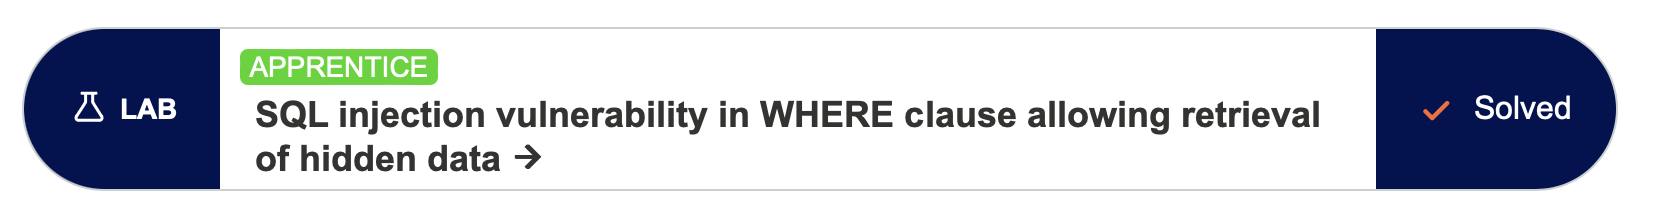 LAB
APPRENTICE
SQL injection vulnerability in WHERE clause allowing retrieval
of hidden data →
Solved